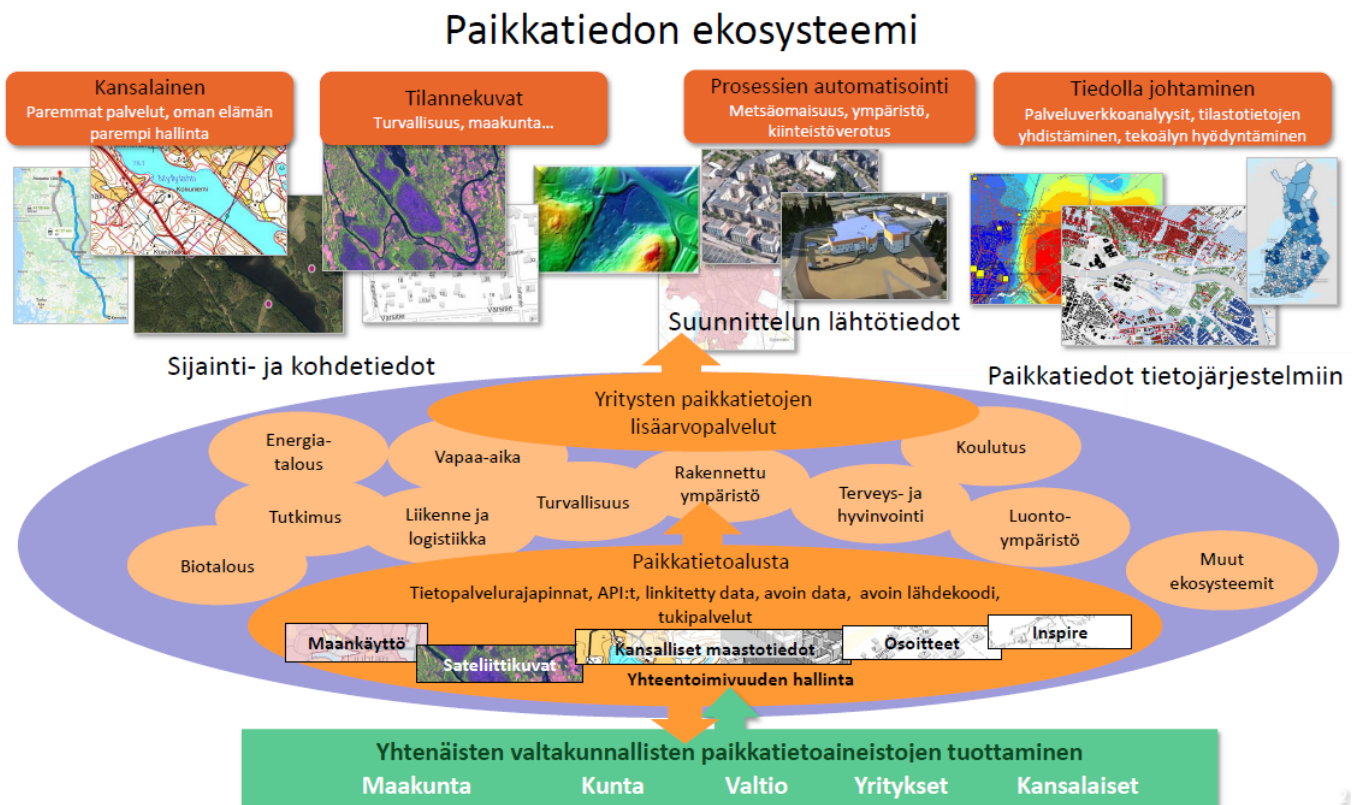 Paikkatiedon ekosysteemi
Kansalainen
Paremmat palvelut, oman elämän
parempi hallinta
Tilannekuvat
Turvallisuus, maakunta…
Prosessien automatisointi
Metsäomaisuus, ympäristö,
kiinteistöverotus
Tiedolla johtaminen
Palveluverkkoanalyysit, tilastotietojen
yhdistäminen, tekoälyn hyödyntäminen
Varsitie
Varsitie
Sijainti- ja kohdetiedot
Suunnittelun lähtötiedot
Paikkatiedot tietojärjestelmiin
Yritysten paikkatietojen
lisäarvopalvelut
Energia-
talous
Vapaa-aika
Koulutus
Tutkimus
Liikenne ja
logistiikka
Turvallisuus
Rakennettu
ympäristö
Terveys- ja
hyvinvointi
Luonto-
ympäristö
Biotalous
Muut
ekosysteemit
Paikkatietoalusta
Tietopalvelurajapinnat, API:t, linkitetty data, avoin data, avoin lähdekoodi,
tukipalvelut
Maankäyttö
Sateliittikuvat
Kansalliset maastotiedot
Osoitteet
Inspire
Yhteentoimivuuden hallinta
Yhtenäisten valtakunnallisten paikkatietoaineistojen tuottaminen
Maakunta Kunta Valtio Yritykset Kansalaiset
2